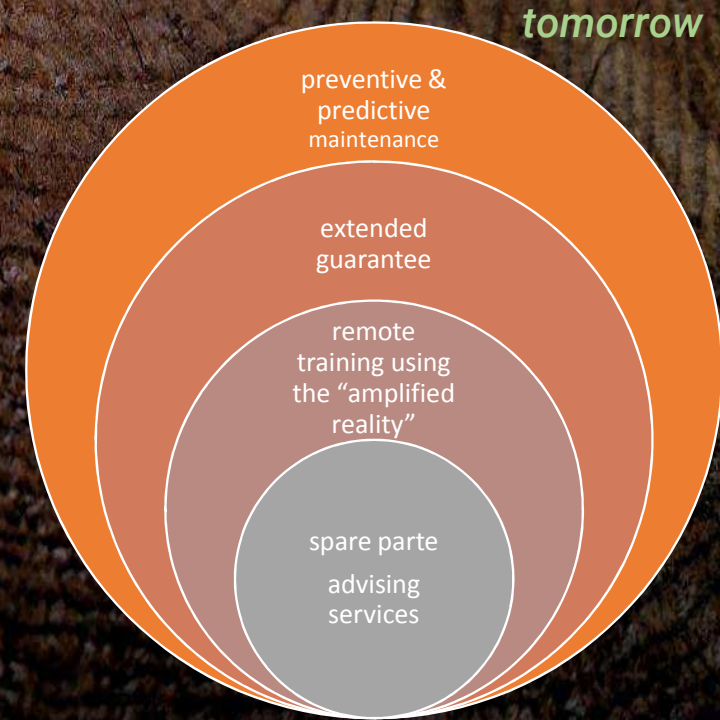 tomorrow
preventive &
predictive
maintenance
extended
guarantee
remote
training using
the “amplified
reality”
spare parte
advising
services